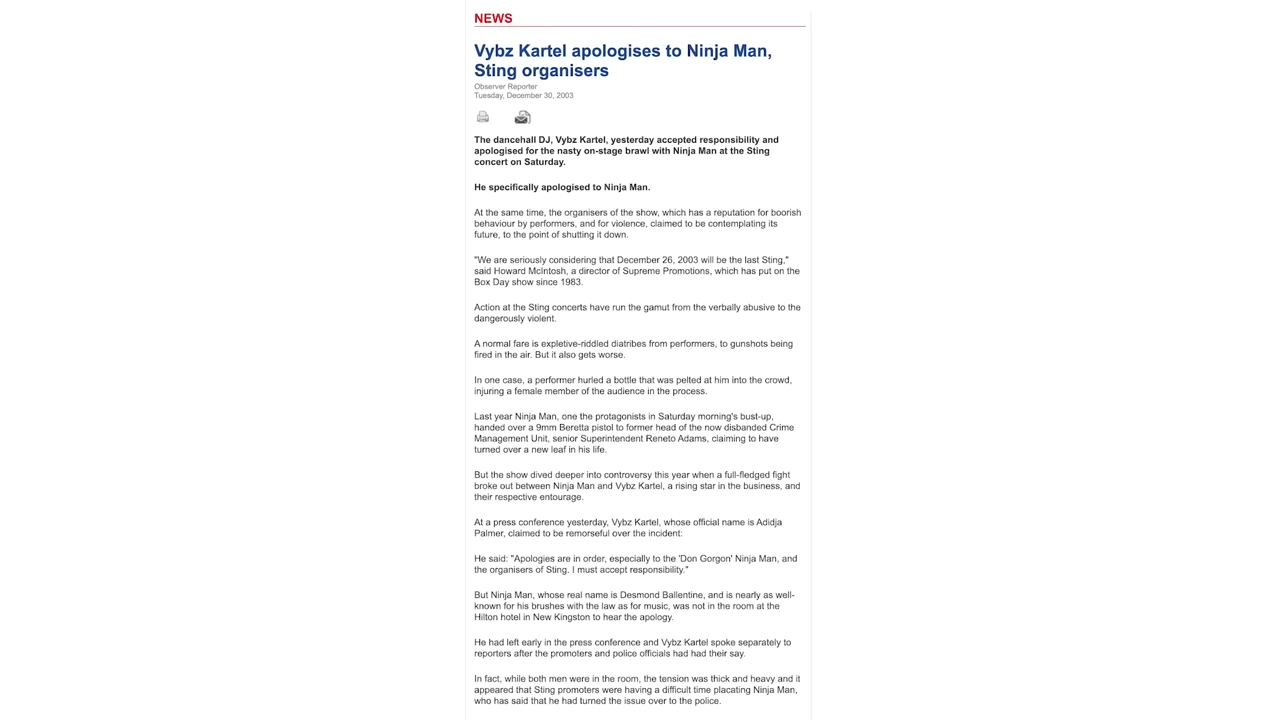 NEWS
Vybz Kartel apologises to Ninja Man,
Sting organisers
Observer Reporter
Tuesday, December 30, 2003
The dancehall DJ, Vybz Kartel, yesterday accepted responsibility and
apologised for the nasty on-stage brawl with Ninja Man at the Sting
concert on Saturday.
He specifically apologised to Ninja Man.
At the same time, the organisers of the show, which has a reputation for boorish
behaviour by performers, and for violence, claimed to be contemplating its
future, to the point of shutting it down.
"We are seriously considering that December 26, 2003 will be the last Sting,"
said Howard McIntosh, a director of Supreme Promotions, which has put on the
Box Day show since 1983.
Action at the Sting concerts have run the gamut from the verbally abusive to the
dangerously violent.
A normal fare is expletive-riddled diatribes from performers, to gunshots being
fired in the air. But it also gets worse.
In one case, a performer hurled a bottle that was pelted at him into the crowd,
injuring a female member of the audience in the process.
Last year Ninja Man, one the protagonists in Saturday morning's bust-up,
handed over a 9mm Beretta pistol to former head of the now disbanded Crime
Management Unit, senior Superintendent Reneto Adams, claiming to have
turned over a new leaf in his life.
But the show dived deeper into controversy this year when a full-fledged fight
broke out between Ninja Man and Vybz Kartel, a rising star in the business, and
their respective entourage.
At a press conference yesterday, Vybz Kartel, whose official name is Adidja
Palmer, claimed to be remorseful over the incident:
He said: "Apologies are in order, especially to the 'Don Gorgon' Ninja Man, and
the organisers of Sting. I must accept responsibility."
But Ninja Man, whose real name is Desmond Ballentine, and is nearly as well-
known for his brushes with the law as for music, was not in the room at the
Hilton hotel in New Kingston to hear the apology.
He had left early in the press conference and Vybz Kartel spoke separately to
reporters after the promoters and police officials had had their say.
In fact, while both men were in the room, the tension was thick and heavy and it
appeared that Sting promoters were having a difficult time placating Ninja Man,
who has said that he had turned the issue over to the police.